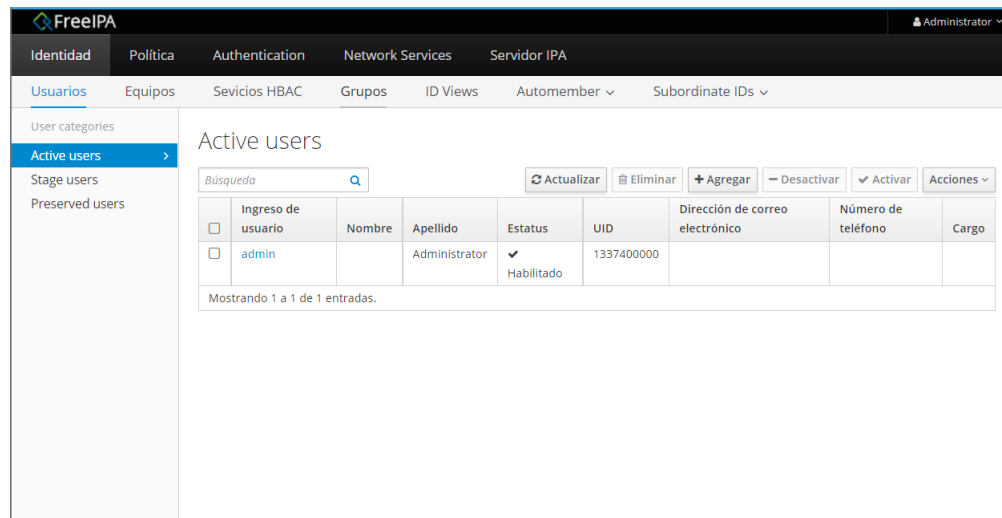 FreeIPA
Administrator
Identidad Política Authentication Network Services Servidor IPA
Usuarios Equipos Sevicios HBAC Grupos ID Views Automember Subordinate IDs
User categories
Active users
Stage users
Preserved users
Active users
Búsqueda
Actualizar Eliminar Agregar Desactivar Activar Acciones
Ingreso de usuario Nombre Apellido Estatus UID Dirección de correo electrónico Número de teléfono Cargo
admin Administrator Habilitado 1337400000
Mostrando 1 a 1 de 1 entradas.